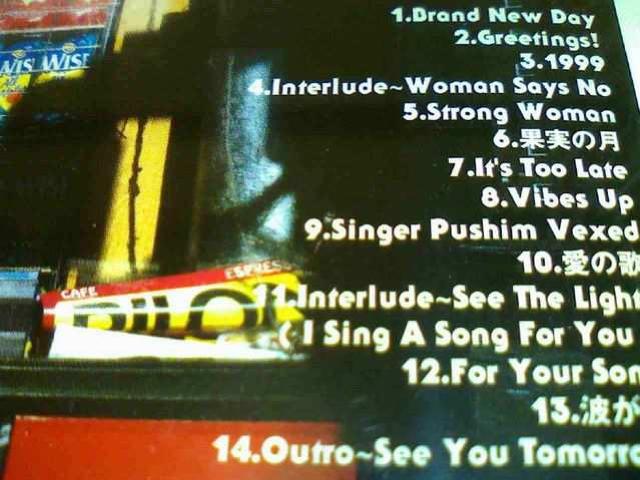 1.Brand New Day
2.Greetings!
3.1999
4.Interlude~Woman Says No
5.Strong Woman
6.果実の月
7.It's Too Late
8.Vibes Up
9.Singer Pushim Vexed
10.愛の歌
11.Interlude~See The Light
( I Sing A Song For You
12.For Your Son
13.波が
14.Outro~See You Tomorro
WISE
CAFE
ESPRES
PILO